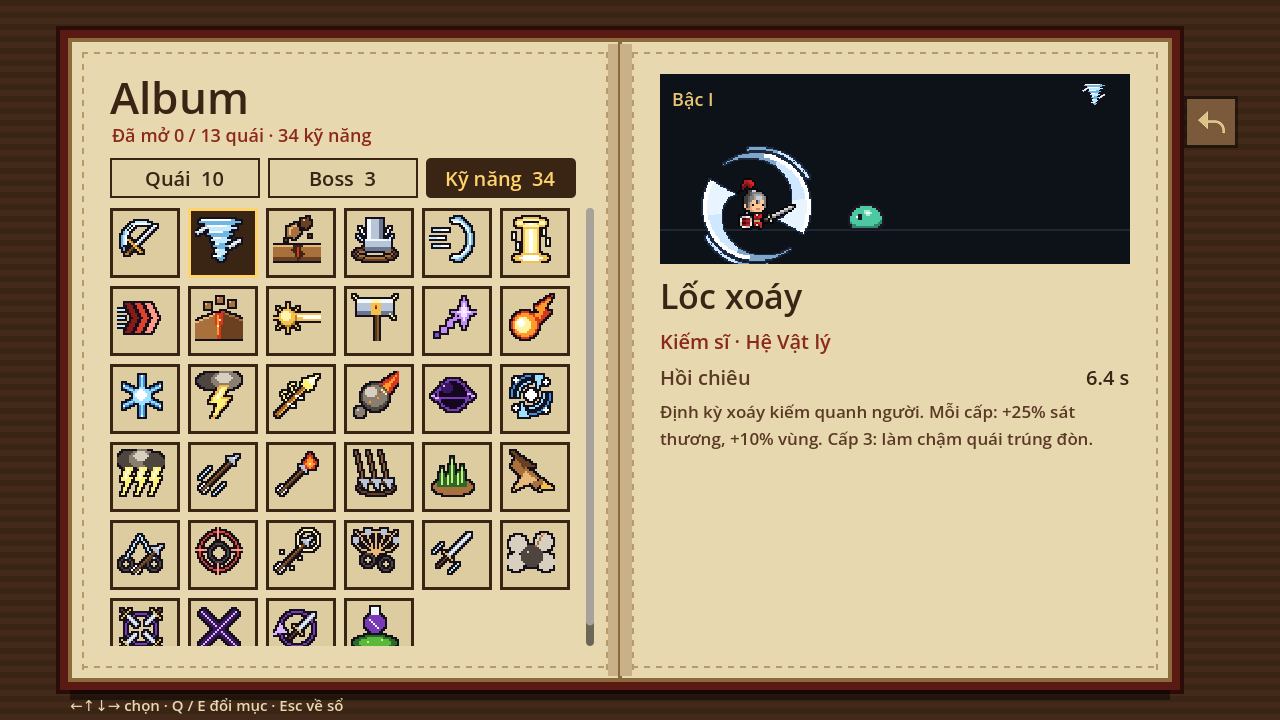 Album
Đã mở 0 / 13 quái · 34 kỹ năng
Quái 10
Boss 3
Kỹ năng 34
Bậc I
Lốc xoáy
Kiếm sĩ · Hệ Vật lý
Hồi chiêu 6.4 s
Định kỳ xoáy kiếm quanh người. Mỗi cấp: +25% sát
thương, +10% vùng. Cấp 3: làm chậm quái trúng đòn.
←↑↓→ chọn · Q / E đổi mục · Esc về sổ